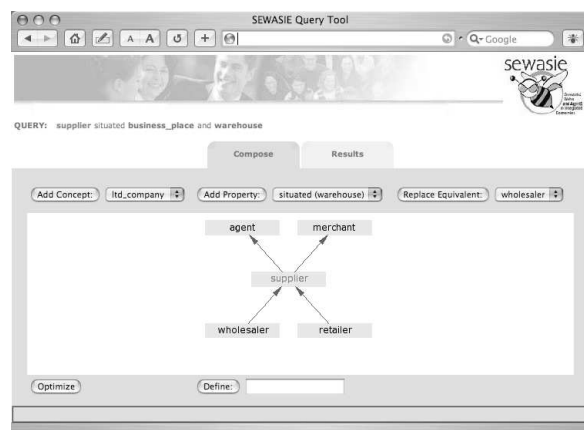 SEWASIE Query Tool
A A Google
sewasie
QUERY: supplier situated business_place and warehouse
Compose Results
Add Concept: ltd_company Add Property: situated (warehouse) Replace Equivalent: wholesaler
agent merchant
supplier
wholesaler retailer
Optimize Define: